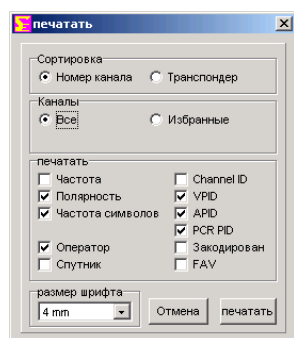 печатать
Сортировка
Номер канала Транспондер
Каналы
Все Избранные
печатать
Частота Channel ID
Полярность VPID
Частота символов APID
PCR PID
Оператор Закодирован
Спутник FAV
размер шрифта
4 mm Отмена печатать